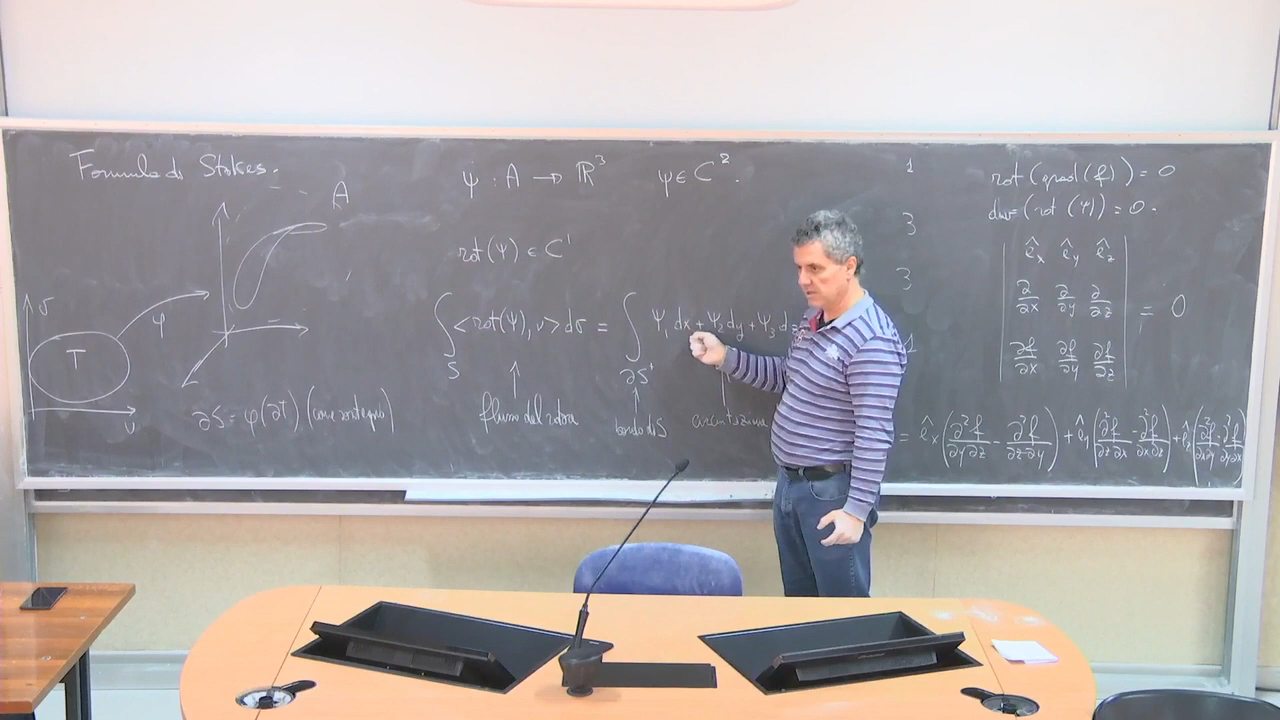 Formula di Stokes.
A
v
φ
T
u
∂S = φ(∂T) (come sostegno)
ψ : A → ℝ³ ψ ∈ C².
rot(ψ) ∈ C¹
∫_S <rot(ψ), ν> dσ = ∫_∂S⁺ ψ₁ dx + ψ₂ dy + ψ₃ d
flusso del rotore
bordo di S
1
3
3
1
rot(grad(f)) = 0
div(rot(ψ)) = 0.
ê_x ê_y ê_z
∂/∂x ∂/∂y ∂/∂z = 0
∂f/∂x ∂f/∂y ∂f/∂z
= ê_x (∂²f/∂y∂z - ∂²f/∂z∂y) + ê_y (∂²f/∂z∂x - ∂²f/∂x∂z) + ê_z (∂²f/∂x∂y - ∂²f/∂y∂x)